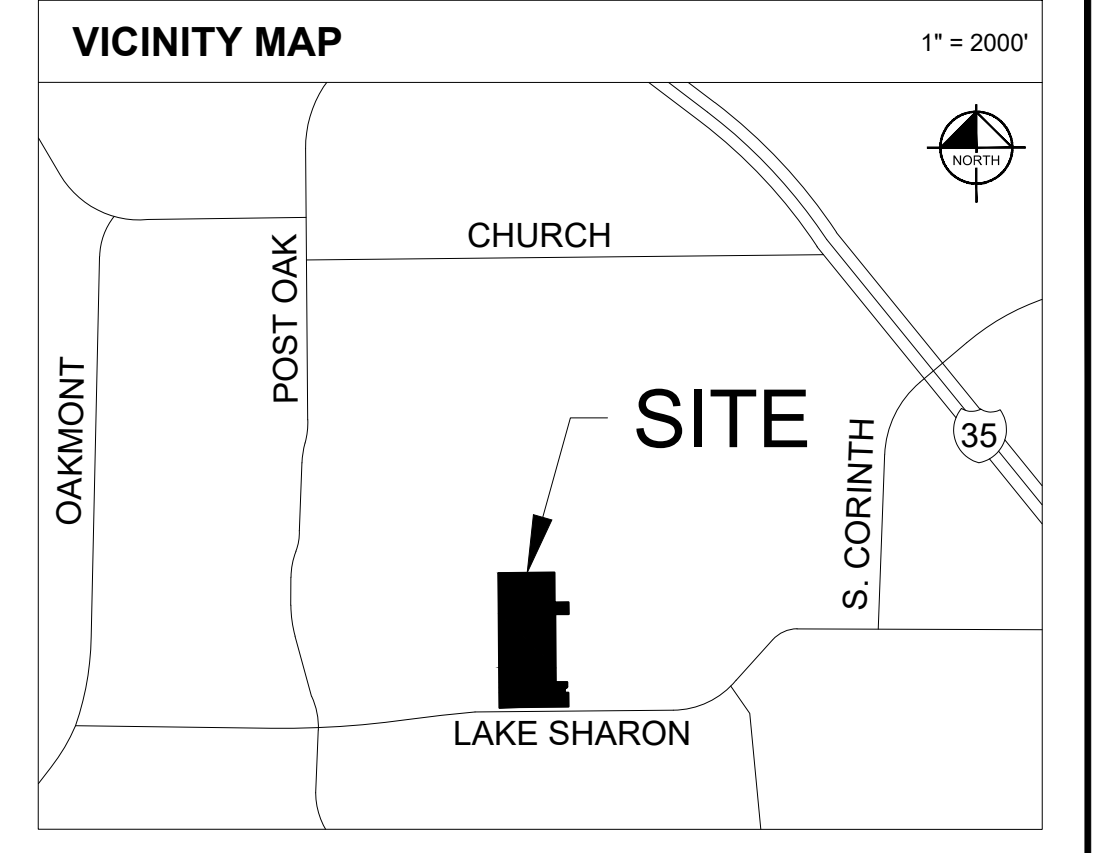 VICINITY MAP
1" = 2000'
NORTH
CHURCH
POST OAK
OAKMONT
SITE
35
S. CORINTH
LAKE SHARON